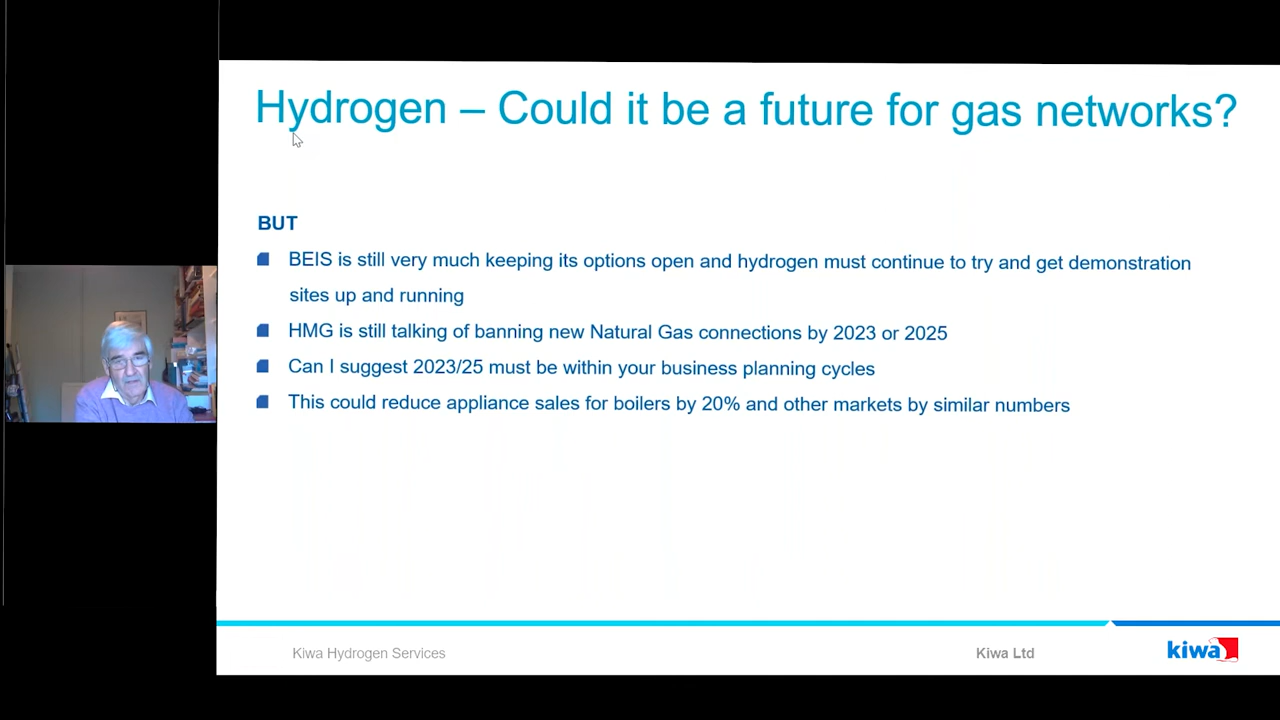 Hydrogen – Could it be a future for gas networks?
BUT
BEIS is still very much keeping its options open and hydrogen must continue to try and get demonstration
sites up and running
HMG is still talking of banning new Natural Gas connections by 2023 or 2025
Can I suggest 2023/25 must be within your business planning cycles
This could reduce appliance sales for boilers by 20% and other markets by similar numbers
Kiwa Hydrogen Services
Kiwa Ltd
kiwa